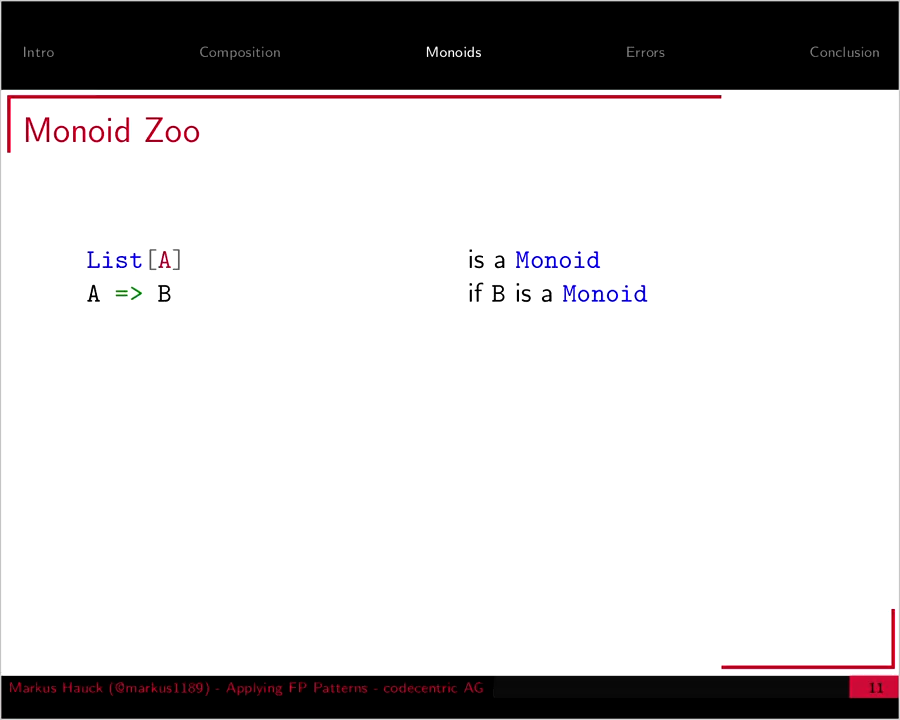 Intro Composition Monoids Errors Conclusion
Monoid Zoo
List[A] is a Monoid
A => B if B is a Monoid
Markus Hauck (@markus1189) - Applying FP Patterns - codecentric AG 11